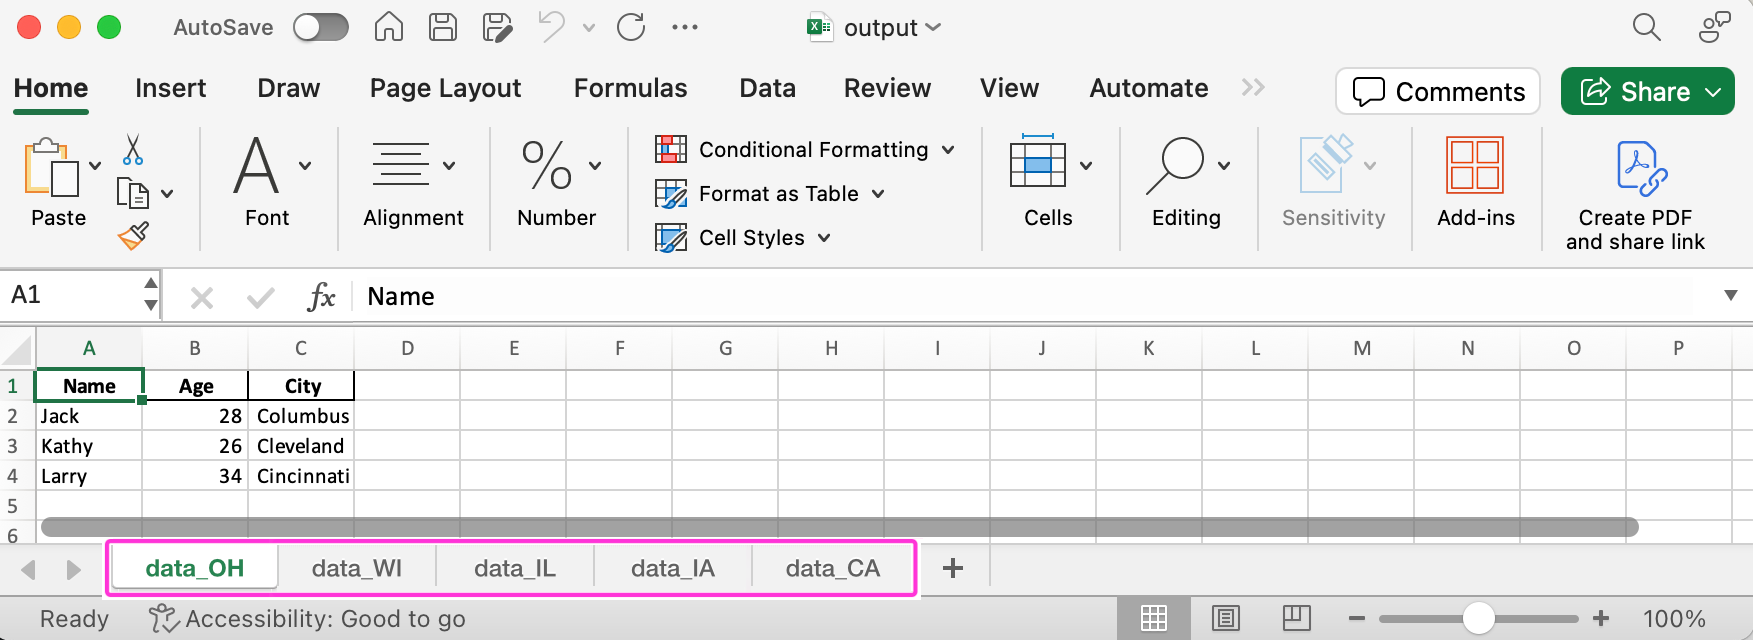 AutoSave output
Home Insert Draw Page Layout Formulas Data Review View Automate Comments Share
Paste Font Alignment Number Conditional Formatting Format as Table Cell Styles Cells Editing Sensitivity Add-ins Create PDF and share link
A1 fx Name
A B C D E F G H I J K L M N O P
1 Name Age City
2 Jack 28 Columbus
3 Kathy 26 Cleveland
4 Larry 34 Cincinnati
5
6
data_OH data_WI data_IL data_IA data_CA +
Ready Accessibility: Good to go 100%